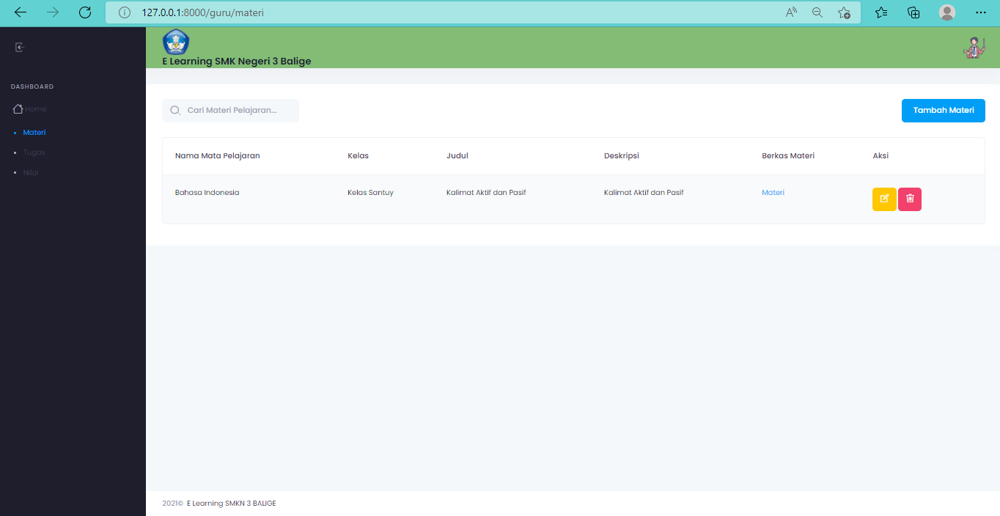 127.0.0.1:8000/guru/materi
E Learning SMK Negeri 3 Balige
DASHBOARD
Home
Materi
Tugas
Nilai
Cari Materi Pelajaran...
Tambah Materi
Nama Mata Pelajaran Kelas Judul Deskripsi Berkas Materi Aksi
Bahasa Indonesia Kelas Santuy Kalimat Aktif dan Pasif Kalimat Aktif dan Pasif Materi
2021© E Learning SMKN 3 BALIGE